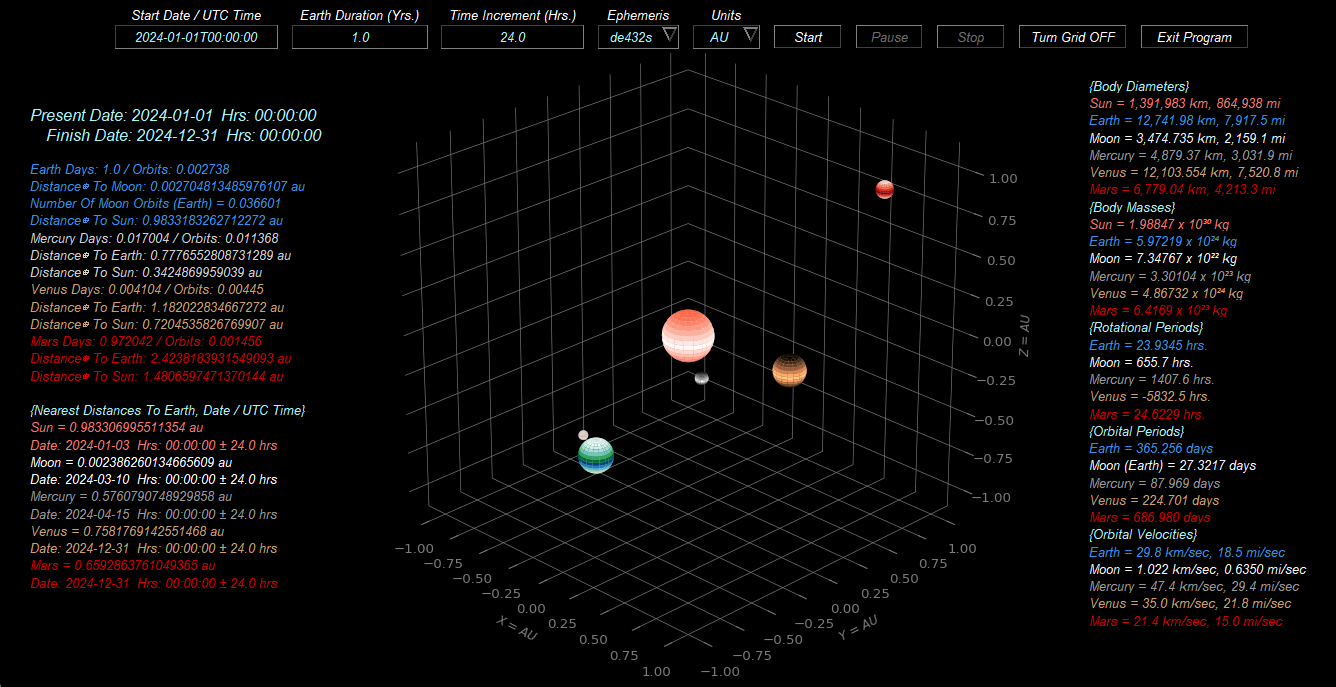 Start Date / UTC Time
Earth Duration (Yrs.)
Time Increment (Hrs.)
Ephemeris
Units
2024-01-01T00:00:00
1.0
24.0
de432s
AU
Start
Pause
Stop
Turn Grid OFF
Exit Program
Present Date: 2024-01-01 Hrs: 00:00:00
Finish Date: 2024-12-31 Hrs: 00:00:00
Earth Days: 1.0 / Orbits: 0.002738
Distance⊕ To Moon: 0.002704813485976107 au
Number Of Moon Orbits (Earth) = 0.036601
Distance⊕ To Sun: 0.9833183262712272 au
Mercury Days: 0.017004 / Orbits: 0.011368
Distance⊕ To Earth: 0.7776552808731289 au
Distance⊕ To Sun: 0.3424869959039 au
Venus Days: 0.004104 / Orbits: 0.00445
Distance⊕ To Earth: 1.182022834667272 au
Distance⊕ To Sun: 0.7204535826769907 au
Mars Days: 0.972042 / Orbits: 0.001456
Distance⊕ To Earth: 2.4238183931549093 au
Distance⊕ To Sun: 1.4806597471370144 au
{Nearest Distances To Earth, Date / UTC Time}
Sun = 0.983306995511354 au
Date: 2024-01-03 Hrs: 00:00:00 ± 24.0 hrs
Moon = 0.002386260134665609 au
Date: 2024-03-10 Hrs: 00:00:00 ± 24.0 hrs
Mercury = 0.5760790748929858 au
Date: 2024-04-15 Hrs: 00:00:00 ± 24.0 hrs
Venus = 0.7581769142551468 au
Date: 2024-12-31 Hrs: 00:00:00 ± 24.0 hrs
Mars = 0.6592863761049365 au
Date: 2024-12-31 Hrs: 00:00:00 ± 24.0 hrs
1.00
0.75
0.50
0.25
0.00
−0.25
−0.50
−0.75
−1.00
Z = AU
−1.00
−0.75
−0.50
−0.25
0.00
0.25
0.50
0.75
1.00
X = AU
1.00
0.75
0.50
0.25
0.00
−0.25
−0.50
−0.75
−1.00
Y = AU
{Body Diameters}
Sun = 1,391,983 km, 864,938 mi
Earth = 12,741.98 km, 7,917.5 mi
Moon = 3,474.735 km, 2,159.1 mi
Mercury = 4,879.37 km, 3,031.9 mi
Venus = 12,103.554 km, 7,520.8 mi
Mars = 6,779.04 km, 4,213.3 mi
{Body Masses}
Sun = 1.98847 x 10³⁰ kg
Earth = 5.97219 x 10²⁴ kg
Moon = 7.34767 x 10²² kg
Mercury = 3.30104 x 10²³ kg
Venus = 4.86732 x 10²⁴ kg
Mars = 6.4169 x 10²³ kg
{Rotational Periods}
Earth = 23.9345 hrs.
Moon = 655.7 hrs.
Mercury = 1407.6 hrs.
Venus = -5832.5 hrs.
Mars = 24.6229 hrs.
{Orbital Periods}
Earth = 365.256 days
Moon (Earth) = 27.3217 days
Mercury = 87.969 days
Venus = 224.701 days
Mars = 686.980 days
{Orbital Velocities}
Earth = 29.8 km/sec, 18.5 mi/sec
Moon = 1.022 km/sec, 0.6350 mi/sec
Mercury = 47.4 km/sec, 29.4 mi/sec
Venus = 35.0 km/sec, 21.8 mi/sec
Mars = 21.4 km/sec, 15.0 mi/sec